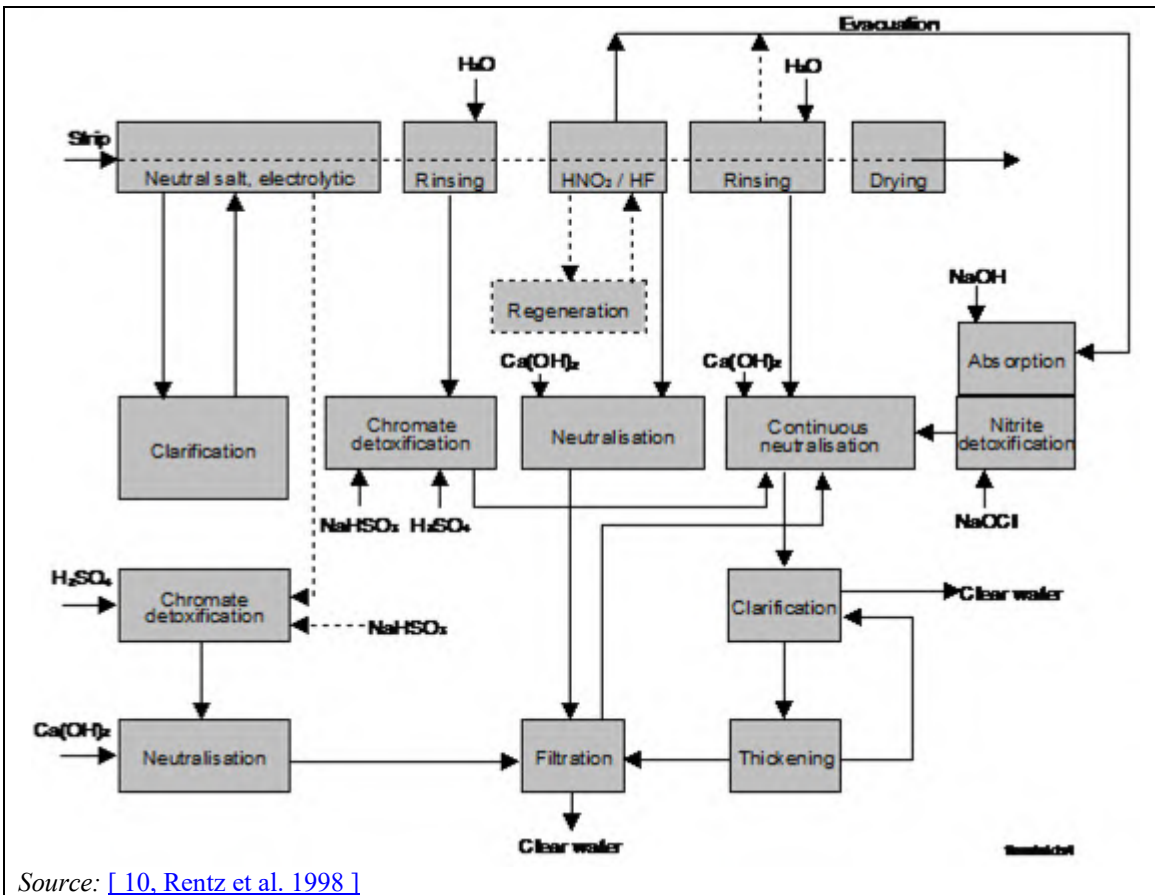 Evacuation
H₂O
H₂O
Strip
Neutral salt, electrolytic
Rinsing
HNO₃ / HF
Rinsing
Drying
Regeneration
NaOH
Absorption
Ca(OH)₂
Ca(OH)₂
Clarification
Chromate
detoxification
Neutralisation
Continuous
neutralisation
Nitrite
detoxification
NaHSO₃
H₂SO₄
NaOCl
H₂SO₄
Chromate
detoxification
NaHSO₃
Clarification
Clear water
Ca(OH)₂
Neutralisation
Filtration
Thickening
Clear water
Source: [ 10, Rentz et al. 1998 ]